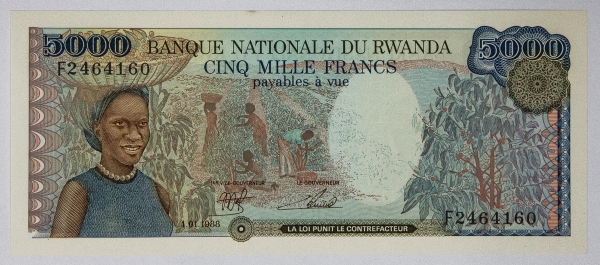 5000 BANQUE NATIONALE DU RWANDA 5000
F2464160 CINQ MILLE FRANCS
payables à vue
LE GOUVERNEUR
1988
F2464160
LA LOI PUNIT LE CONTREFACTEUR